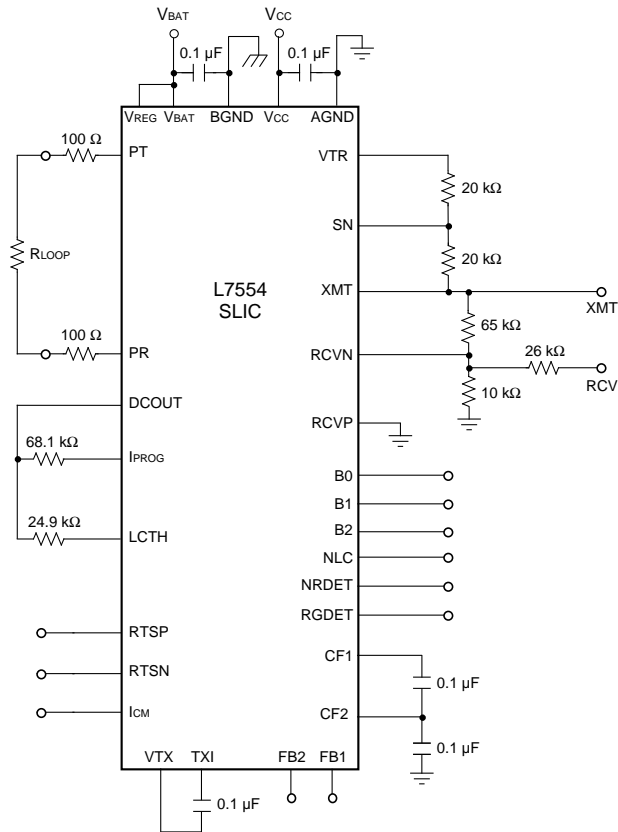 VBAT
VCC
0.1 µF
0.1 µF
VREG
VBAT
BGND
VCC
AGND
100 Ω
PT
VTR
20 kΩ
SN
RLOOP
20 kΩ
L7554
SLIC
XMT
XMT
65 kΩ
100 Ω
PR
RCVN
26 kΩ
RCV
10 kΩ
DCOUT
RCVP
68.1 kΩ
IPROG
B0
B1
24.9 kΩ
LCTH
B2
NLC
NRDET
RGDET
RTSP
CF1
RTSN
0.1 µF
ICM
CF2
0.1 µF
VTX
TXI
FB2
FB1
0.1 µF